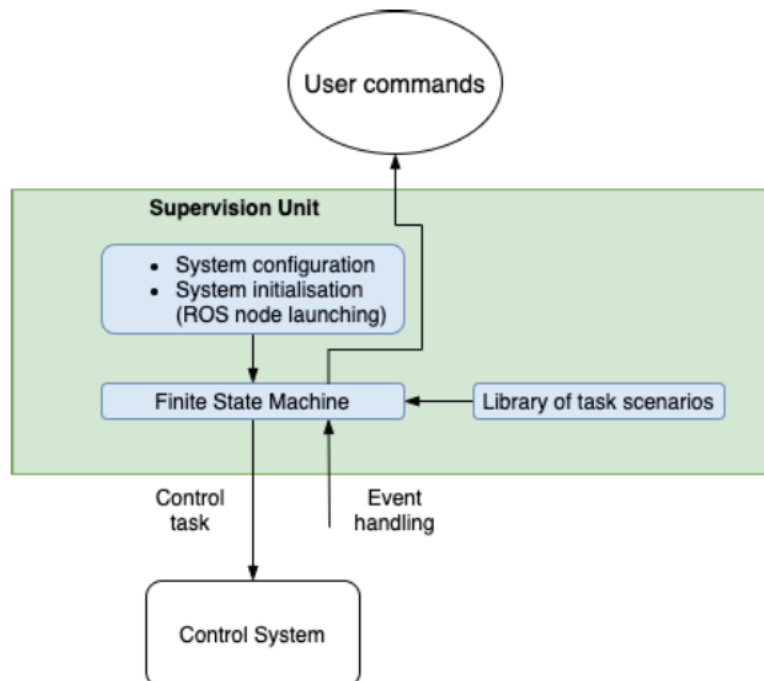 User commands
Supervision Unit
• System configuration
• System initialisation
(ROS node launching)
Finite State Machine
Library of task scenarios
Control
task
Event
handling
Control System